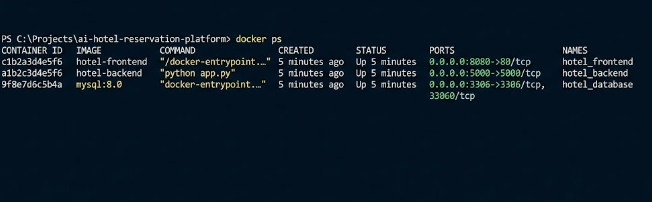 PS C:\Projects\ai-hotel-reservation-platform> docker ps
CONTAINER ID IMAGE COMMAND CREATED STATUS PORTS NAMES
c1b2a3d4e5f6 hotel-frontend "/docker-entrypoint.…" 5 minutes ago Up 5 minutes 0.0.0.0:8080->80/tcp hotel_frontend
a1b2c3d4e5f6 hotel-backend "python app.py" 5 minutes ago Up 5 minutes 0.0.0.0:5000->5000/tcp hotel_backend
9f8e7d6c5b4a mysql:8.0 "docker-entrypoint.…" 5 minutes ago Up 5 minutes 0.0.0.0:3306->3306/tcp, hotel_database
33060/tcp